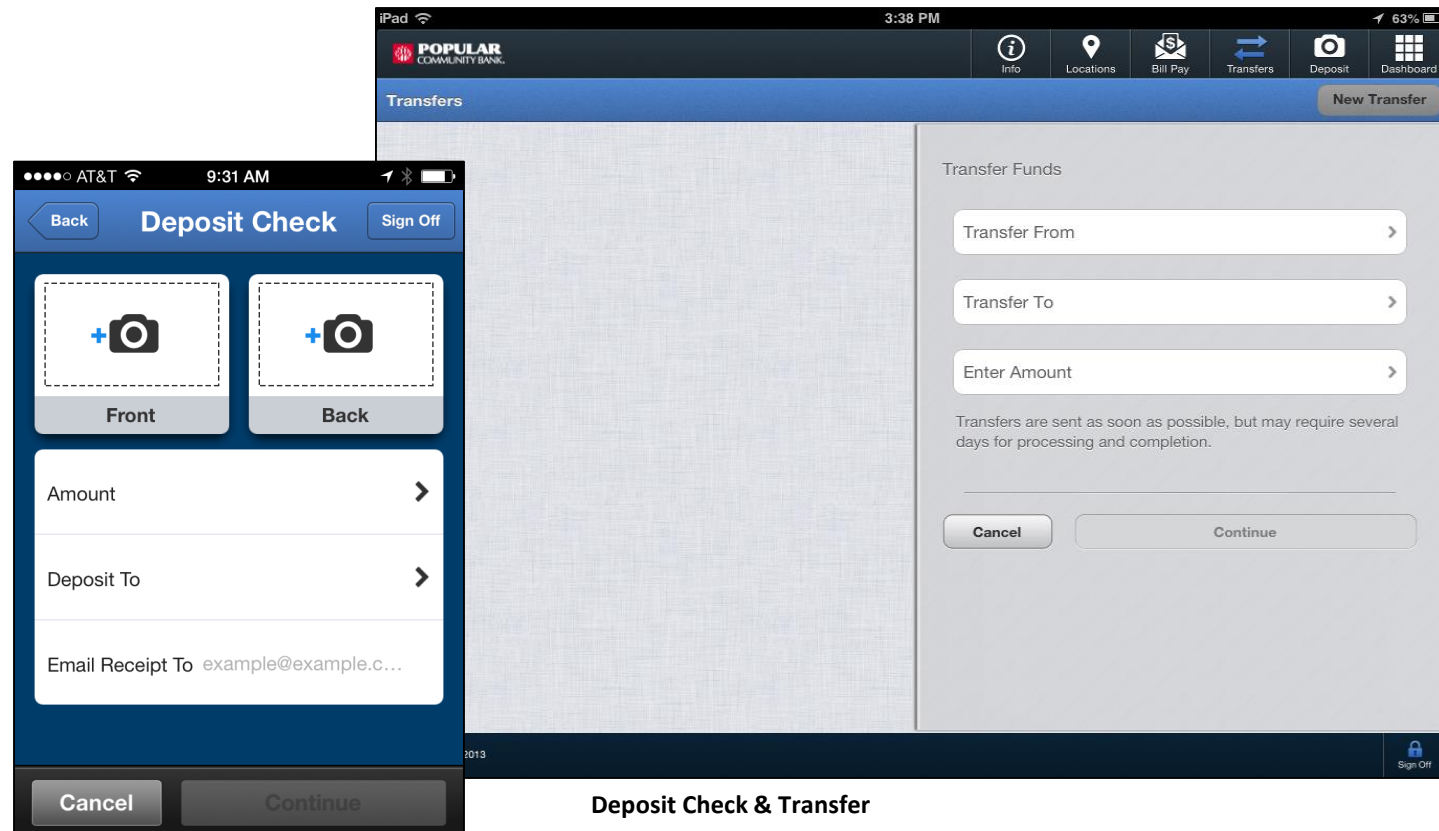 iPad 3:38 PM 63%
POPULAR
COMMUNITY BANK.
Info Locations Bill Pay Transfers Deposit Dashboard
Transfers New Transfer
Transfer Funds
Transfer From
Transfer To
Enter Amount
Transfers are sent as soon as possible, but may require several
days for processing and completion.
Cancel Continue
2013
Sign Off
AT&T 9:31 AM
Back Deposit Check Sign Off
Front Back
Amount
Deposit To
Email Receipt To example@example.c...
Cancel Continue
Deposit Check & Transfer